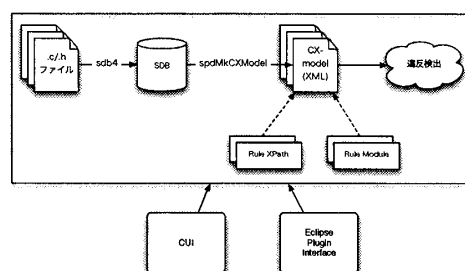 .c/.h
ファイル
sdb4
SDB
spdMkCXModel
CX-
model
(XML)
違反検出
Rule XPath
Rule Module
CUI
Eclipse
Plugin
Interface